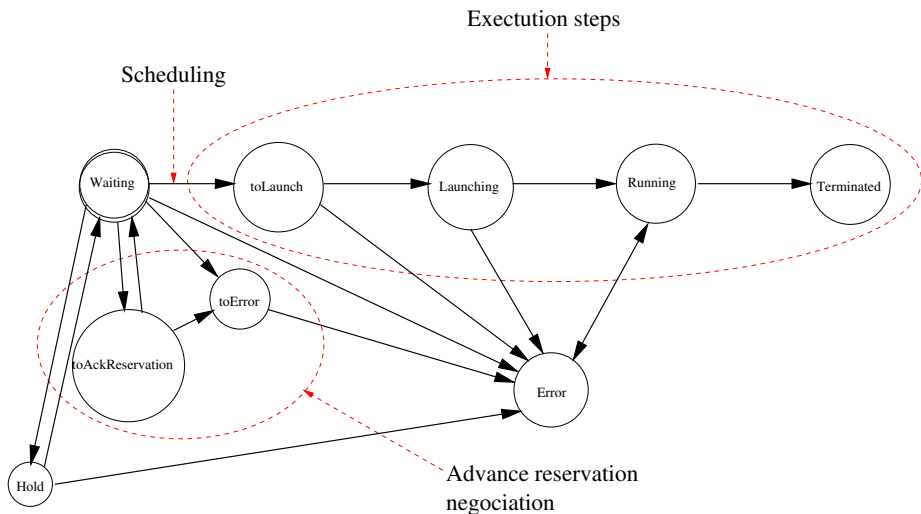 Exectution steps
Scheduling
Waiting
toLaunch
Launching
Running
Terminated
toError
toAckReservation
Error
Hold
Advance reservation
negociation